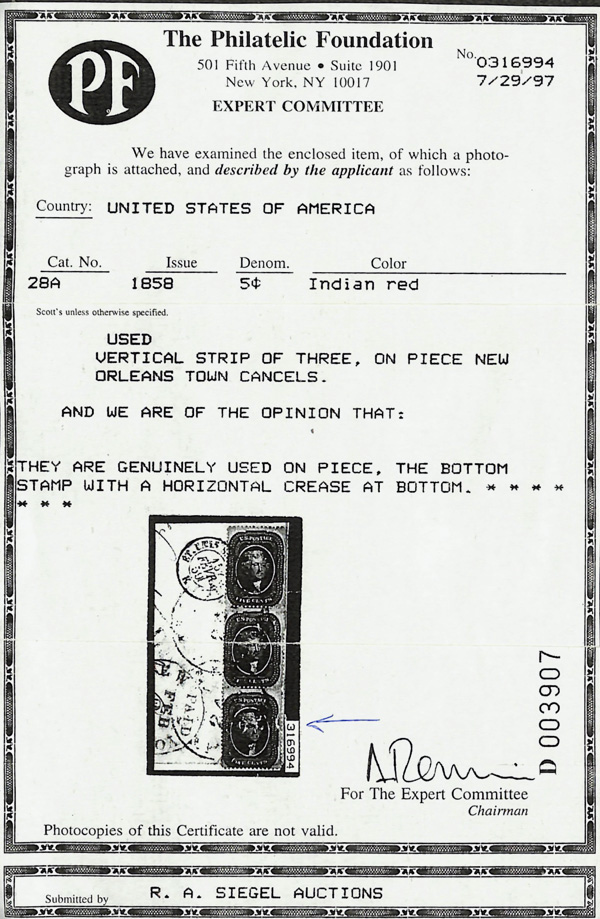 PF
The Philatelic Foundation
501 Fifth Avenue • Suite 1901
New York, NY 10017
EXPERT COMMITTEE
No. 0316994
7/29/97
We have examined the enclosed item, of which a photo-
graph is attached, and described by the applicant as follows:
Country: UNITED STATES OF AMERICA
Cat. No. Issue Denom. Color
28A 1858 5¢ Indian red
Scott's unless otherwise specified.
USED
VERTICAL STRIP OF THREE, ON PIECE NEW
ORLEANS TOWN CANCELS.
AND WE ARE OF THE OPINION THAT:
THEY ARE GENUINELY USED ON PIECE, THE BOTTOM
STAMP WITH A HORIZONTAL CREASE AT BOTTOM. * * * *
* * *
U.S. POSTAGE
FIVE CENTS
PAID
FEB
316994
D 003907
For The Expert Committee
Chairman
Photocopies of this Certificate are not valid.
Submitted by R. A. SIEGEL AUCTIONS